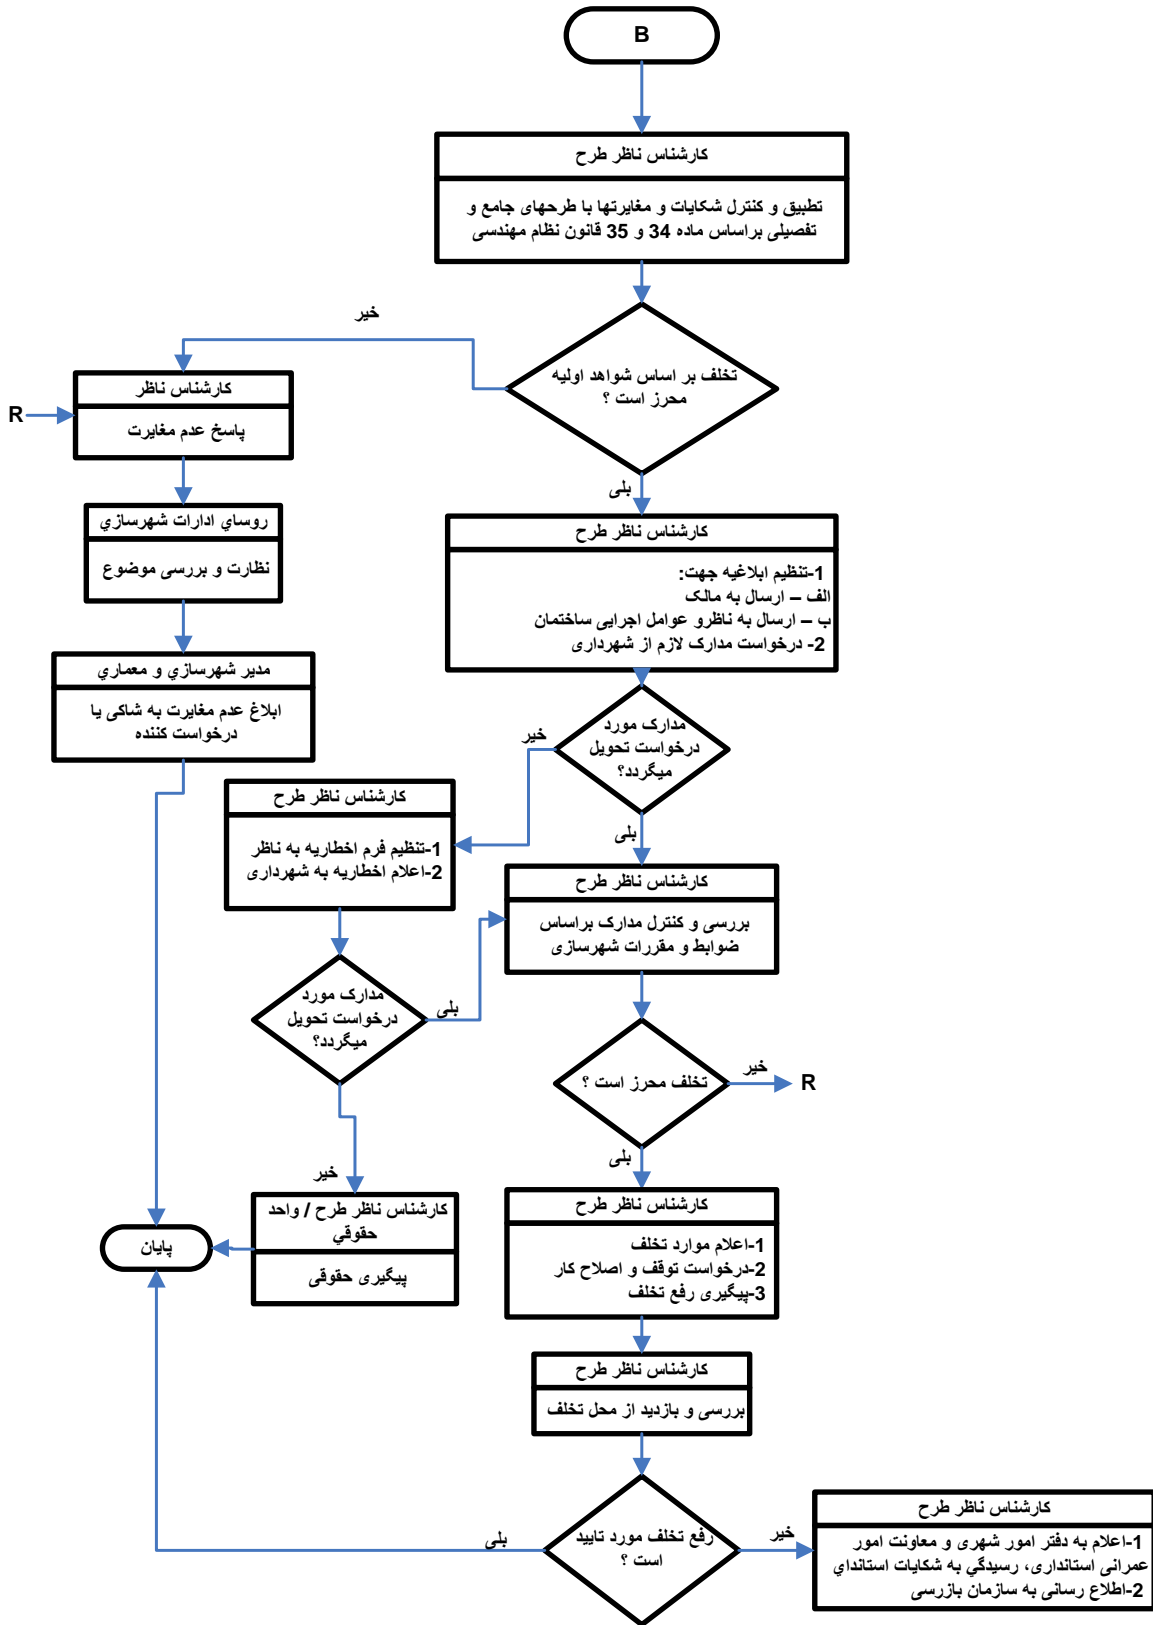 B
کارشناس ناظر طرح
تطبیق و کنترل شکایات و مغایرتها با طرحهای جامع و
تفصیلی براساس ماده 34 و 35 قانون نظام مهندسی
خیر
تخلف بر اساس شواهد اولیه
محرز است ؟
کارشناس ناظر
R
پاسخ عدم مغایرت
بلی
روساي ادارات شهرسازي
نظارت و بررسی موضوع
کارشناس ناظر طرح
1-تنظیم ابلاغیه جهت:
الف – ارسال به مالک
ب – ارسال به ناظرو عوامل اجرایی ساختمان
2- درخواست مدارک لازم از شهرداری
مدیر شهرسازي و معماري
ابلاغ عدم مغایرت به شاکی یا
درخواست کننده
مدارک مورد
درخواست تحویل
میگردد؟
خیر
کارشناس ناظر طرح
1-تنظیم فرم اخطاریه به ناظر
2-اعلام اخطاریه به شهرداری
بلی
کارشناس ناظر طرح
بررسی و کنترل مدارک براساس
ضوابط و مقررات شهرسازی
مدارک مورد
درخواست تحویل
میگردد؟
بلی
تخلف محرز است ؟
خیر
R
بلی
خیر
کارشناس ناظر طرح / واحد
حقوقي
پیگیری حقوقی
پایان
کارشناس ناظر طرح
1-اعلام موارد تخلف
2-درخواست توقف و اصلاح کار
3-پیگیری رفع تخلف
کارشناس ناظر طرح
بررسی و بازدید از محل تخلف
رفع تخلف مورد تایید
است ؟
بلی
خیر
کارشناس ناظر طرح
1-اعلام به دفتر امور شهری و معاونت امور
عمرانی استانداری، رسیدگي به شکایات استانداي
2-اطلاع رسانی به سازمان بازرسی